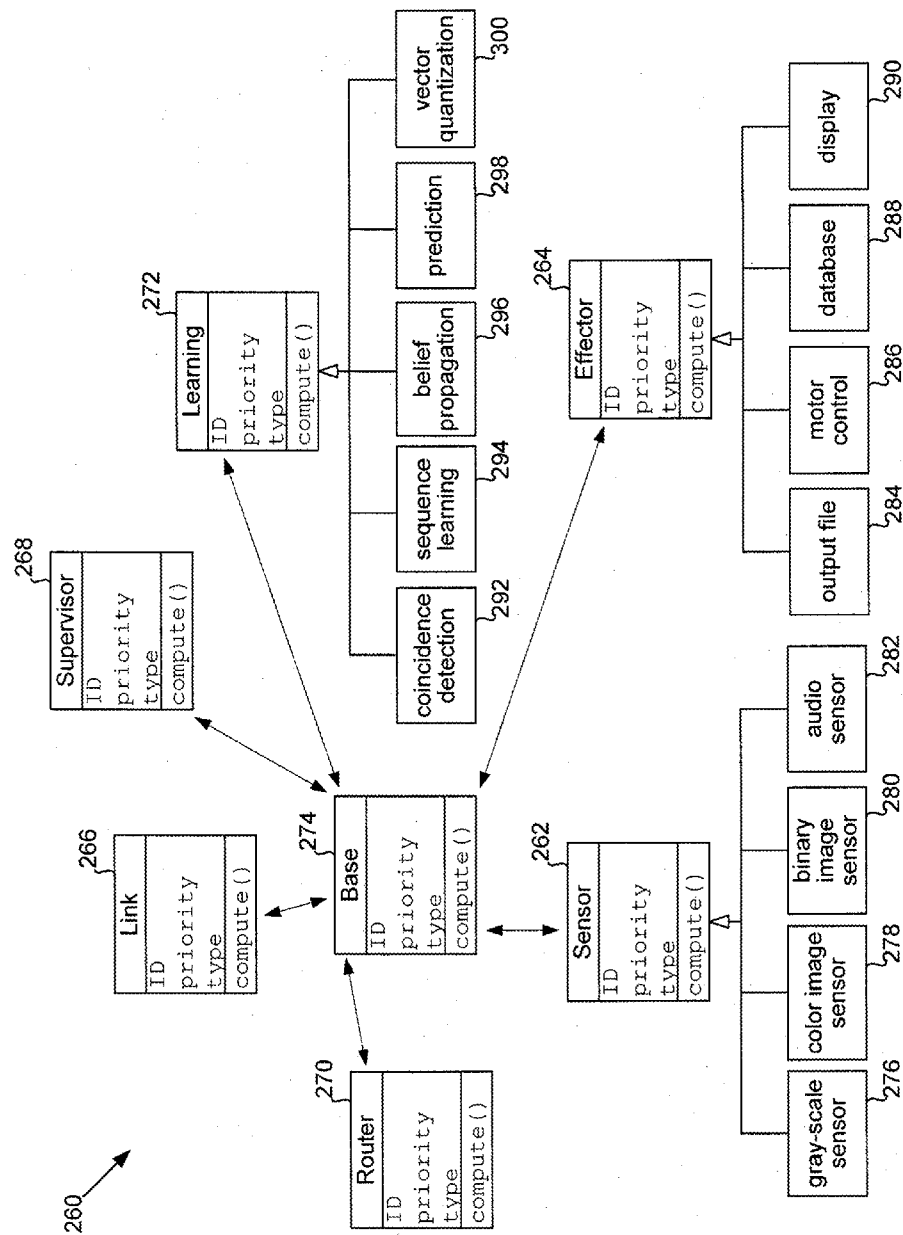 260
270
Router
ID
priority
type
compute()
266
Link
ID
priority
type
compute()
268
Supervisor
ID
priority
type
compute()
274
Base
ID
priority
type
compute()
272
Learning
ID
priority
type
compute()
coincidence
detection
292
sequence
learning
294
belief
propagation
296
prediction
298
vector
quantization
300
262
Sensor
ID
priority
type
compute()
gray-scale
sensor
276
color image
sensor
278
binary
image
sensor
280
audio
sensor
282
264
Effector
ID
priority
type
compute()
output file
284
motor
control
286
database
288
display
290